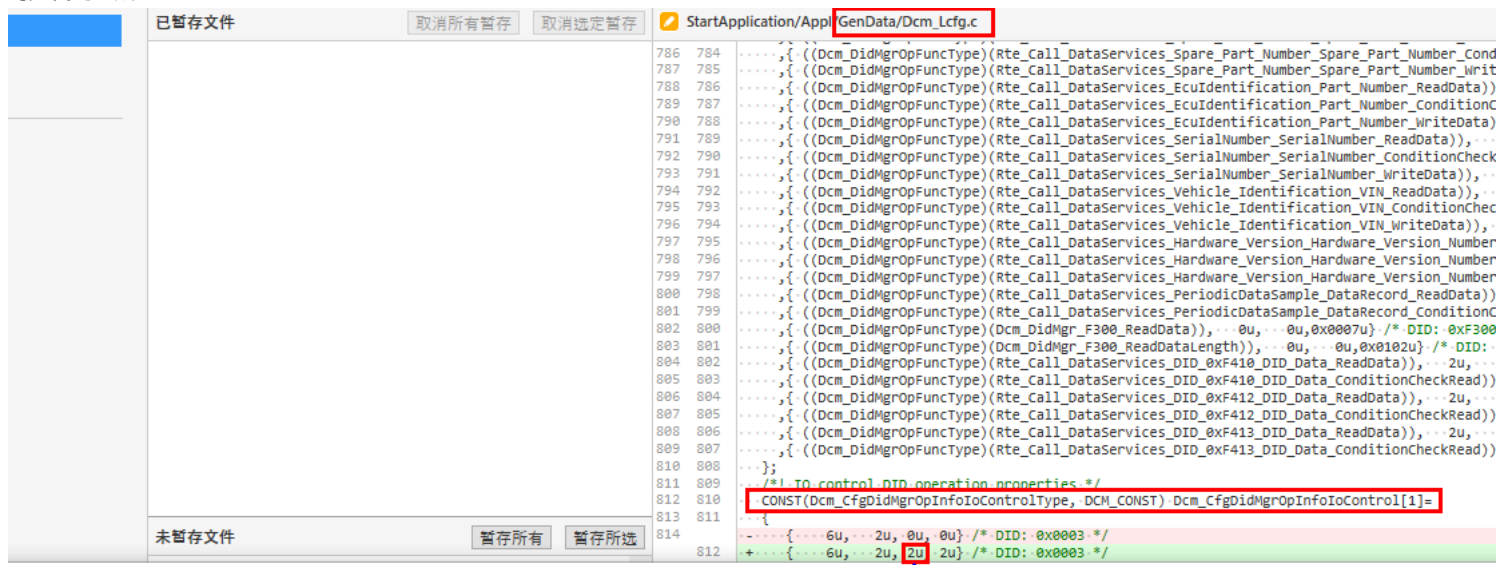 已暂存文件 取消所有暂存 取消选定暂存 StartApplication/Appl/GenData/Dcm_Lcfg.c
786 784 ,{ ((Dcm_DidMgrOpFuncType)(Rte_Call_DataServices_Spare_Part_Number_Spare_Part_Number_Cond
787 785 ,{ ((Dcm_DidMgrOpFuncType)(Rte_Call_DataServices_Spare_Part_Number_Spare_Part_Number_Writ
788 786 ,{ ((Dcm_DidMgrOpFuncType)(Rte_Call_DataServices_EcuIdentification_Part_Number_ReadData))
789 787 ,{ ((Dcm_DidMgrOpFuncType)(Rte_Call_DataServices_EcuIdentification_Part_Number_ConditionC
790 788 ,{ ((Dcm_DidMgrOpFuncType)(Rte_Call_DataServices_EcuIdentification_Part_Number_WriteData)
791 789 ,{ ((Dcm_DidMgrOpFuncType)(Rte_Call_DataServices_SerialNumber_SerialNumber_ReadData)),
792 790 ,{ ((Dcm_DidMgrOpFuncType)(Rte_Call_DataServices_SerialNumber_SerialNumber_ConditionCheck
793 791 ,{ ((Dcm_DidMgrOpFuncType)(Rte_Call_DataServices_SerialNumber_SerialNumber_WriteData)),
794 792 ,{ ((Dcm_DidMgrOpFuncType)(Rte_Call_DataServices_Vehicle_Identification_VIN_ReadData)),
795 793 ,{ ((Dcm_DidMgrOpFuncType)(Rte_Call_DataServices_Vehicle_Identification_VIN_ConditionChec
796 794 ,{ ((Dcm_DidMgrOpFuncType)(Rte_Call_DataServices_Vehicle_Identification_VIN_WriteData)),
797 795 ,{ ((Dcm_DidMgrOpFuncType)(Rte_Call_DataServices_Hardware_Version_Hardware_Version_Number
798 796 ,{ ((Dcm_DidMgrOpFuncType)(Rte_Call_DataServices_Hardware_Version_Hardware_Version_Number
799 797 ,{ ((Dcm_DidMgrOpFuncType)(Rte_Call_DataServices_Hardware_Version_Hardware_Version_Number
800 798 ,{ ((Dcm_DidMgrOpFuncType)(Rte_Call_DataServices_PeriodicDataSample_DataRecord_ReadData))
801 799 ,{ ((Dcm_DidMgrOpFuncType)(Rte_Call_DataServices_PeriodicDataSample_DataRecord_ConditionC
802 800 ,{ ((Dcm_DidMgrOpFuncType)(Dcm_DidMgr_F300_ReadData)), 0u, 0u,0x0007u} /* DID: 0xF300
803 801 ,{ ((Dcm_DidMgrOpFuncType)(Dcm_DidMgr_F300_ReadDataLength)), 0u, 0u,0x0102u} /* DID:
804 802 ,{ ((Dcm_DidMgrOpFuncType)(Rte_Call_DataServices_DID_0xF410_DID_Data_ReadData)), 2u,
805 803 ,{ ((Dcm_DidMgrOpFuncType)(Rte_Call_DataServices_DID_0xF410_DID_Data_ConditionCheckRead))
806 804 ,{ ((Dcm_DidMgrOpFuncType)(Rte_Call_DataServices_DID_0xF412_DID_Data_ReadData)), 2u,
807 805 ,{ ((Dcm_DidMgrOpFuncType)(Rte_Call_DataServices_DID_0xF412_DID_Data_ConditionCheckRead))
808 806 ,{ ((Dcm_DidMgrOpFuncType)(Rte_Call_DataServices_DID_0xF413_DID_Data_ReadData)), 2u,
809 807 ,{ ((Dcm_DidMgrOpFuncType)(Rte_Call_DataServices_DID_0xF413_DID_Data_ConditionCheckRead))
810 808 };
811 809 /*! IO control DID operation properties */
812 810 CONST(Dcm_CfgDidMgrOpInfoIoControlType, DCM_CONST) Dcm_CfgDidMgrOpInfoIoControl[1]=
813 811 {
未暂存文件 暂存所有 暂存所选
814 - { 6u, 2u, 0u, 0u} /* DID: 0x0003 */
812 + { 6u, 2u, 2u, 2u} /* DID: 0x0003 */